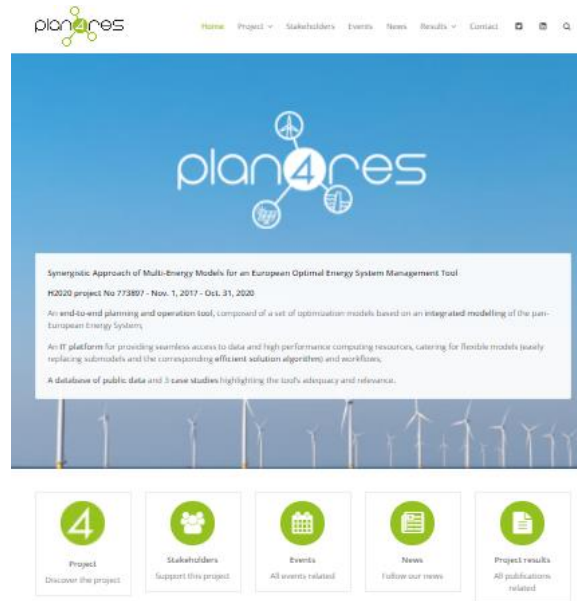 plan4res
Home Project Stakeholders Events News Results Contact
plan4res
Synergistic Approach of Multi-Energy Models for an European Optimal Energy System Management Tool
H2020 project No 773897 - Nov. 1, 2017 - Oct. 31, 2020
An end-to-end planning and operation tool, composed of a set of optimization models based on an integrated modelling of the pan-
European Energy System;
An IT platform for providing seamless access to data and high performance computing resources, catering for flexible models (easily
replacing submodels and the corresponding efficient solution algorithm) and workflows;
A database of public data and 3 case studies highlighting the tool's adequacy and relevance.
4
Project
Discover the project
Stakeholders
Support this project
Events
All events related
News
Follow our news
Project results
All publications
related